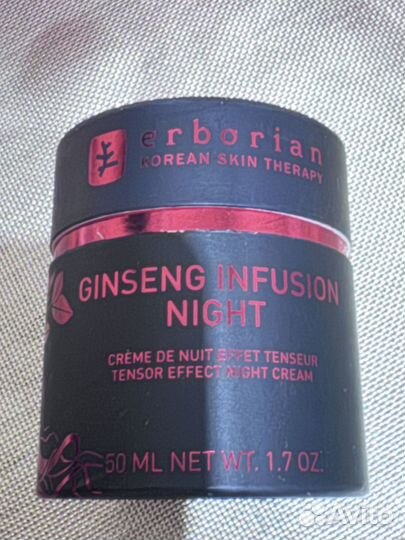 erborian
KOREAN SKIN THERAPY
GINSENG INFUSION
NIGHT
CRÈME DE NUIT EFFET TENSEUR
TENSOR EFFECT NIGHT CREAM
50 ML NET WT. 1.7 OZ.
Avito